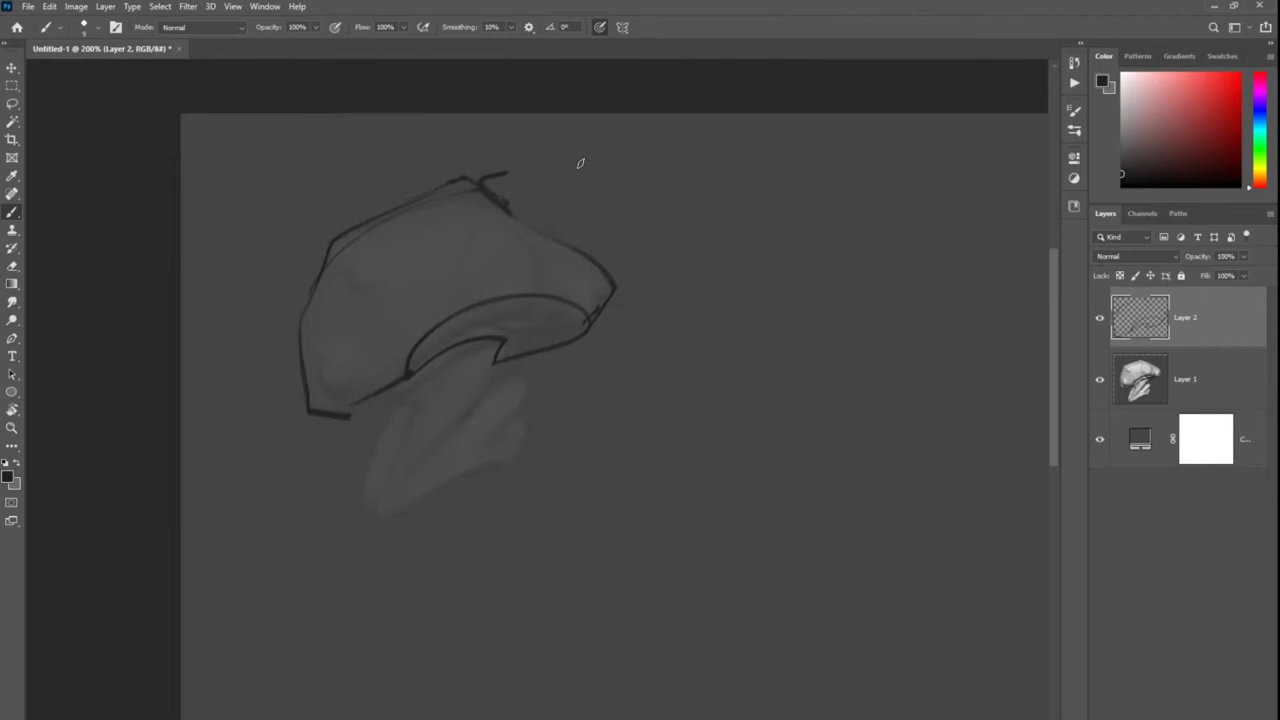 Ps File Edit Image Layer Type Select Filter 3D View Window Help
9 Mode: Normal Opacity: 100% Flow: 100% Smoothing: 10% 0°
Untitled-1 @ 200% (Layer 2, RGB/8#) * ×
Color Patterns Gradients Swatches
Layers Channels Paths
Kind
Normal Opacity: 100%
Lock: Fill: 100%
Layer 2
Layer 1
C...